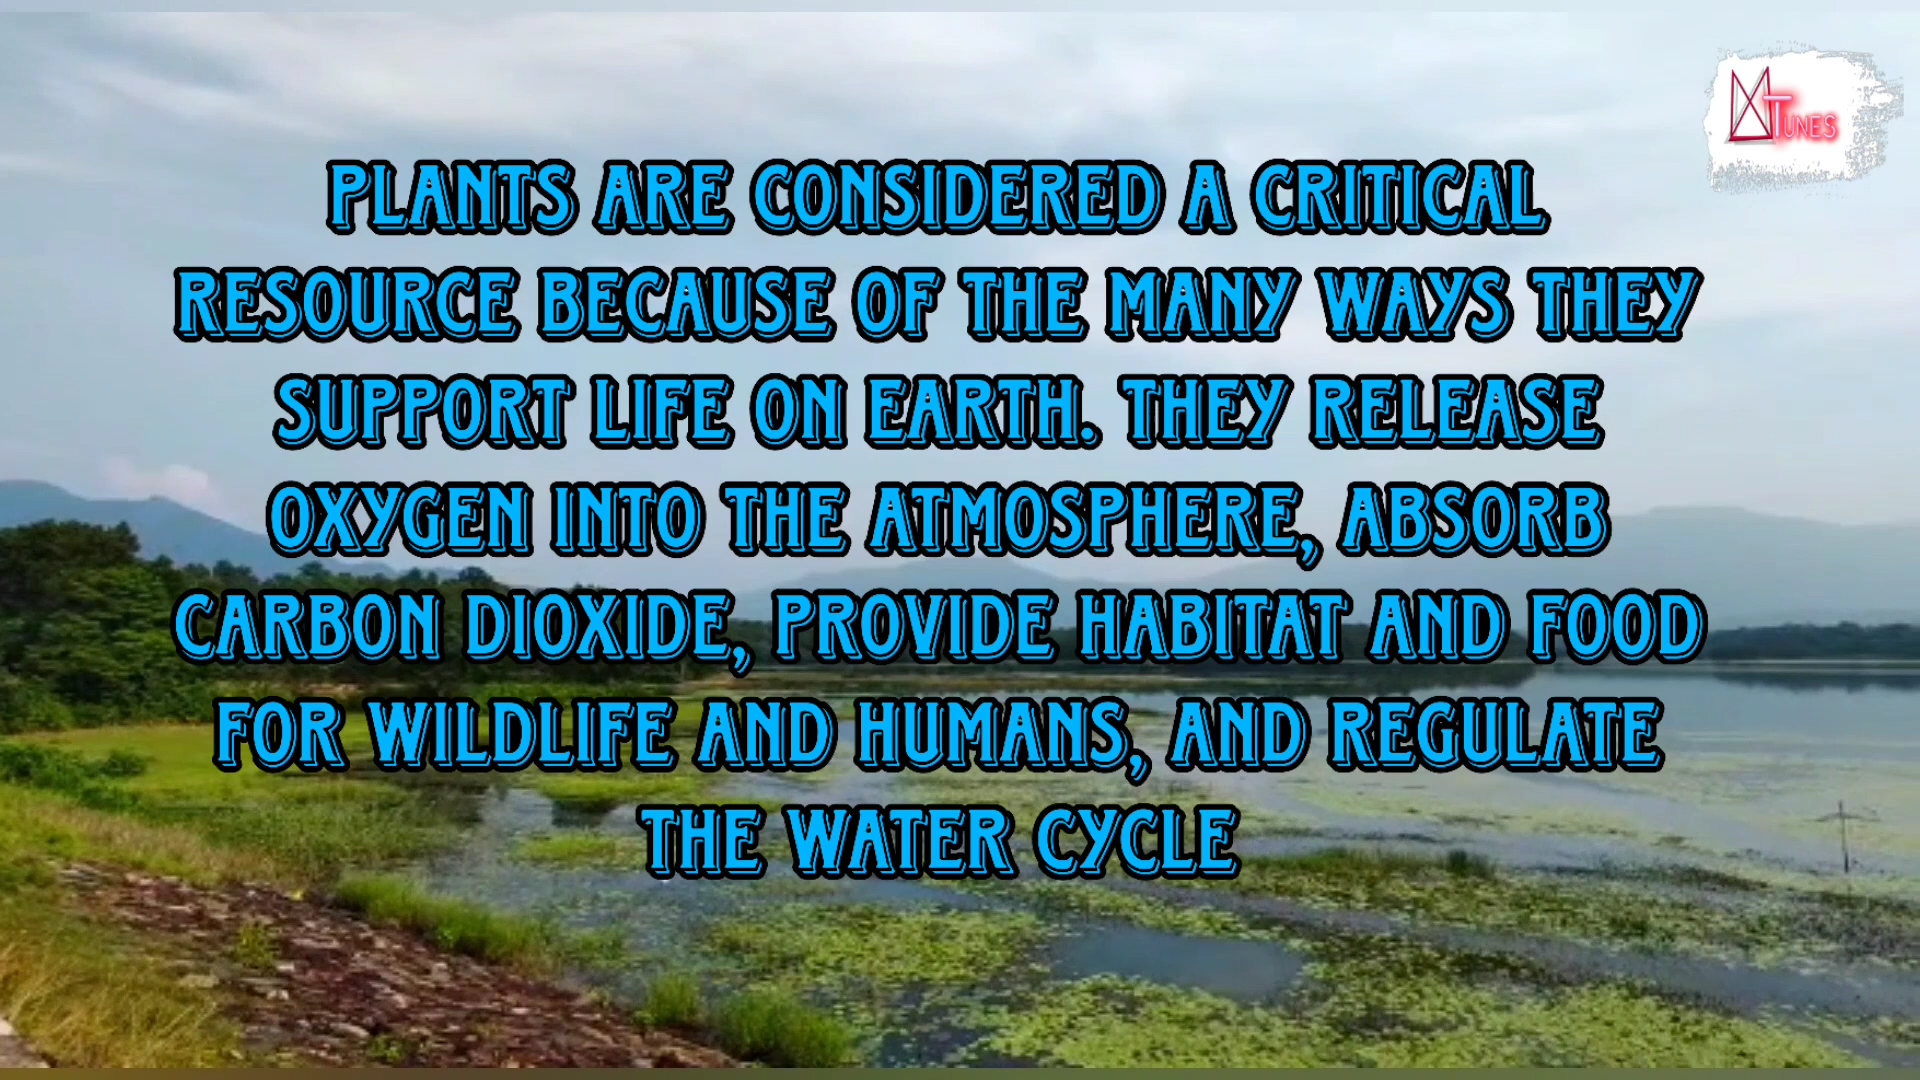 PLANTS ARE CONSIDERED A CRITICAL
RESOURCE BECAUSE OF THE MANY WAYS THEY
SUPPORT LIFE ON EARTH. THEY RELEASE
OXYGEN INTO THE ATMOSPHERE, ABSORB
CARBON DIOXIDE, PROVIDE HABITAT AND FOOD
FOR WILDLIFE AND HUMANS, AND REGULATE
THE WATER CYCLE
TUNES